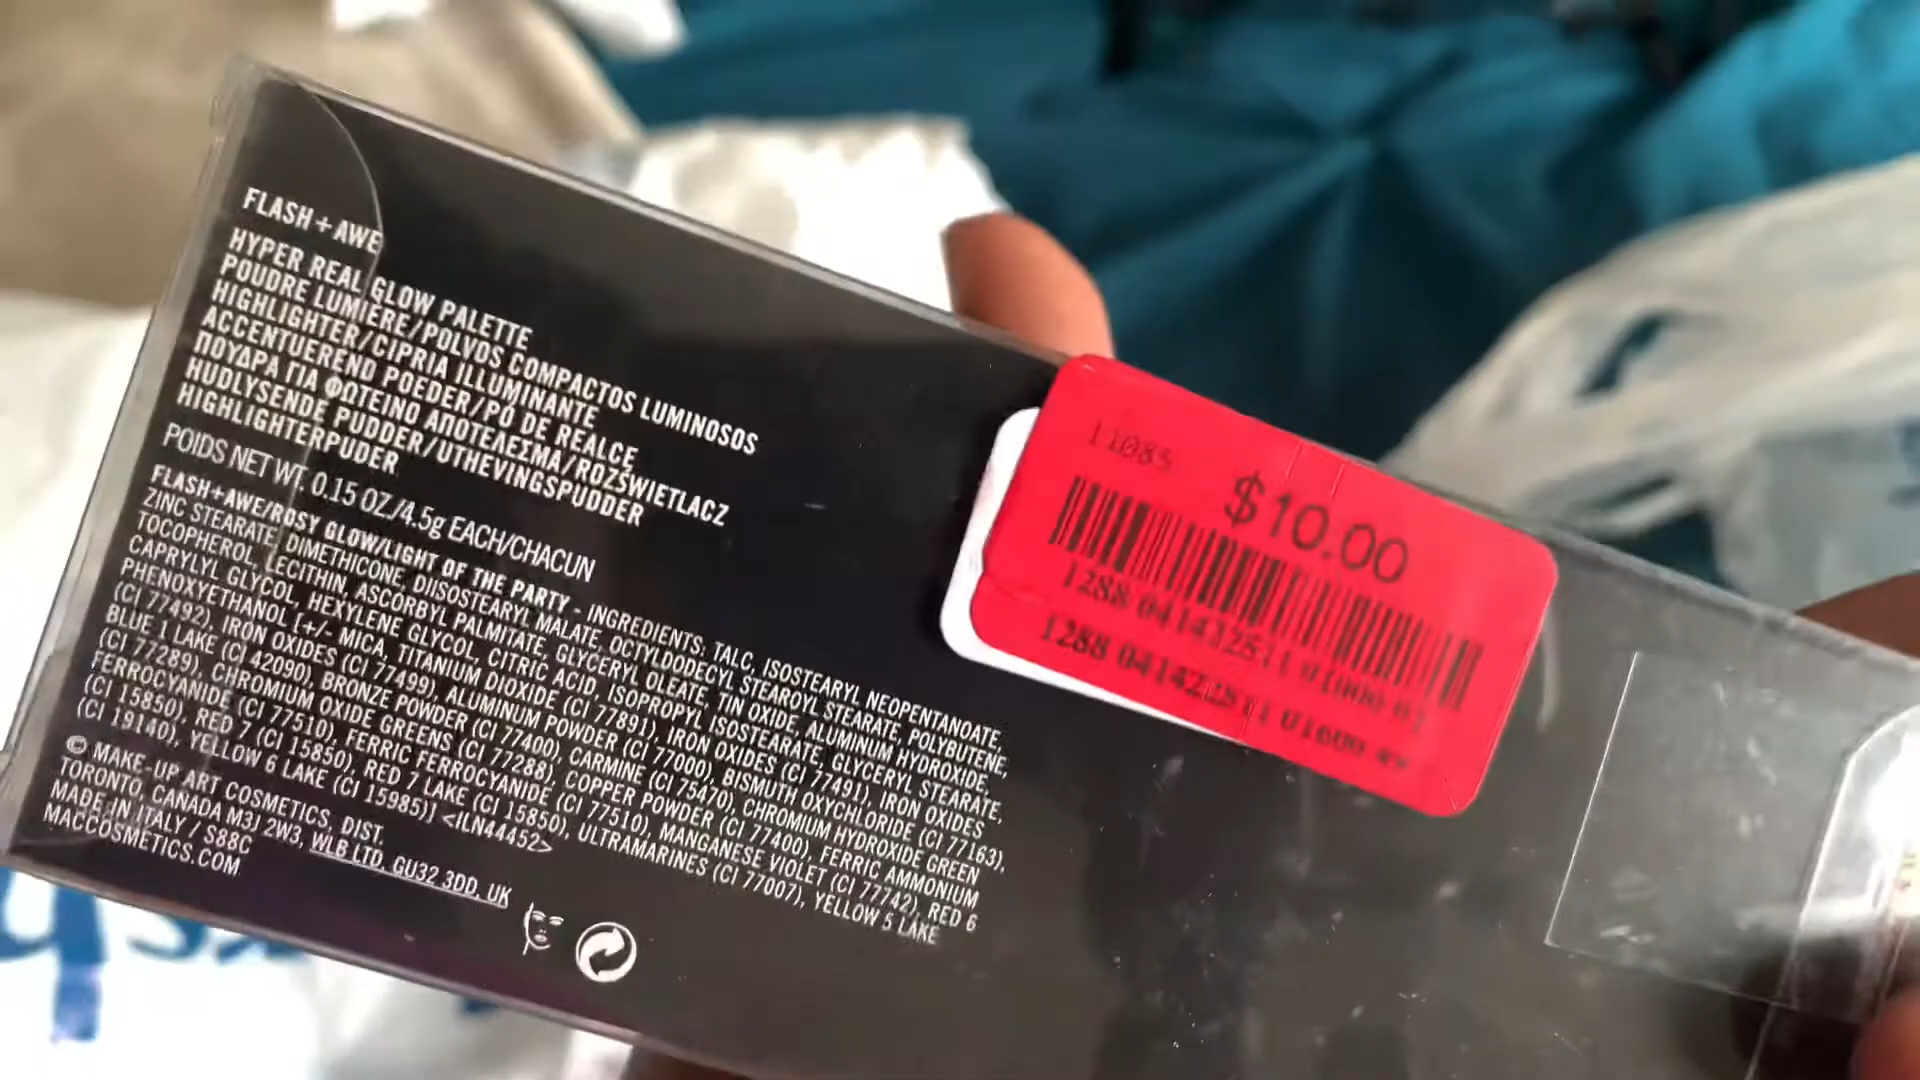 FLASH + AWE
HYPER REAL GLOW PALETTE
POUDRE LUMIÈRE/POLVOS COMPACTOS LUMINOSOS
HIGHLIGHTER/CIPRIA ILLUMINANTE
ACCENTUEREND POEDER/PÓ DE REALCE
ΠΟΥΔΡΑ ΓΙΑ ΦΩΤΕΙΝΟ ΑΠΟΤΕΛΕΣΜΑ/ROZŚWIETLACZ
HUDLYSENDE PUDDER/UTHEVINGSPUDDER
HIGHLIGHTERPUDER
POIDS NET WT. 0.15 OZ./4.5g EACH/CHACUN
FLASH+AWE/ROSY GLOW/LIGHT OF THE PARTY - INGREDIENTS: TALC, ISOSTEARYL NEOPENTANOATE,
ZINC STEARATE, DIMETHICONE, DIISOSTEARYL MALATE, OCTYLDODECYL STEAROYL STEARATE, POLYBUTENE,
TOCOPHEROL, LECITHIN, ASCORBYL PALMITATE, GLYCERYL OLEATE, TIN OXIDE, ALUMINUM HYDROXIDE,
CAPRYLYL GLYCOL, HEXYLENE GLYCOL, CITRIC ACID, ISOPROPYL ISOSTEARATE, GLYCERYL STEARATE,
PHENOXYETHANOL [+/- MICA, TITANIUM DIOXIDE (CI 77891), IRON OXIDES (CI 77491), IRON OXIDES
(CI 77492), IRON OXIDES (CI 77499), ALUMINUM POWDER (CI 77000), BISMUTH OXYCHLORIDE (CI 77163),
BLUE 1 LAKE (CI 42090), BRONZE POWDER (CI 77400), CARMINE (CI 75470), CHROMIUM HYDROXIDE GREEN
(CI 77289), CHROMIUM OXIDE GREENS (CI 77288), COPPER POWDER (CI 77400), FERRIC AMMONIUM
FERROCYANIDE (CI 77510), FERRIC FERROCYANIDE (CI 77510), MANGANESE VIOLET (CI 77742), RED 6
(CI 15850), RED 7 (CI 15850), RED 7 LAKE (CI 15850), ULTRAMARINES (CI 77007), YELLOW 5 LAKE
(CI 19140), YELLOW 6 LAKE (CI 15985)] <ILN44452>
© MAKE-UP ART COSMETICS, DIST.
TORONTO, CANADA M3J 2W3, WLB LTD, GU32 3DD, UK
MADE IN ITALY / S88C
MACCOSMETICS.COM
11085
$10.00
1288
1288